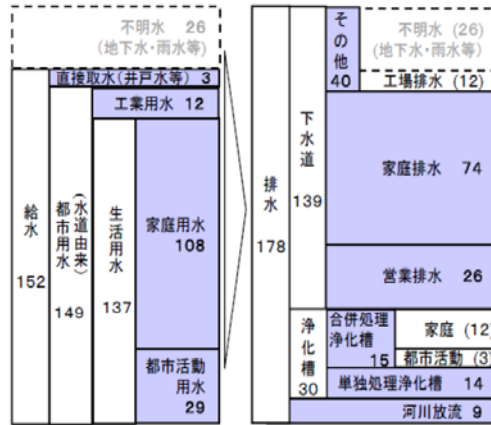 不明水 26
(地下水・雨水等)
直接取水(井戸水等) 3
工業用水 12
給水
152
都市用水
(水道由来)
149
生活用水
137
家庭用水
108
都市活動
用水
29
排水
178
下水道
139
その他
40
不明水 (26)
(地下水・雨水等)
工場排水 (12)
家庭排水 74
営業排水 26
浄化槽
30
合併処理
浄化槽
15
家庭 (12)
都市活動 (3)
単独処理浄化槽 14
河川放流 9